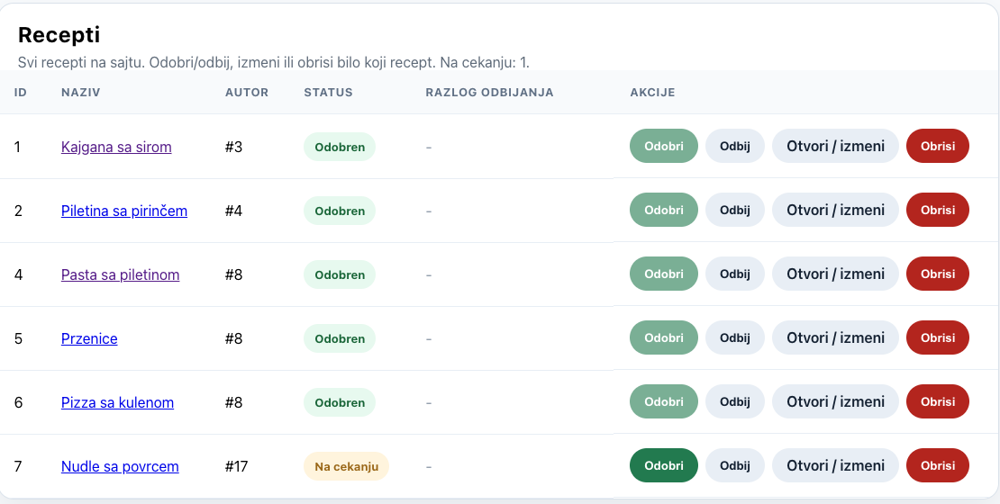 Recepti
Svi recepti na sajtu. Odobri/odbij, izmeni ili obrisi bilo koji recept. Na cekanju: 1.
ID NAZIV AUTOR STATUS RAZLOG ODBIJANJA AKCIJE
1 Kajgana sa sirom #3 Odobren - Odobri Odbij Otvori / izmeni Obrisi
2 Piletina sa pirinčem #4 Odobren - Odobri Odbij Otvori / izmeni Obrisi
4 Pasta sa piletinom #8 Odobren - Odobri Odbij Otvori / izmeni Obrisi
5 Przenice #8 Odobren - Odobri Odbij Otvori / izmeni Obrisi
6 Pizza sa kulenom #8 Odobren - Odobri Odbij Otvori / izmeni Obrisi
7 Nudle sa povrcem #17 Na cekanju - Odobri Odbij Otvori / izmeni Obrisi